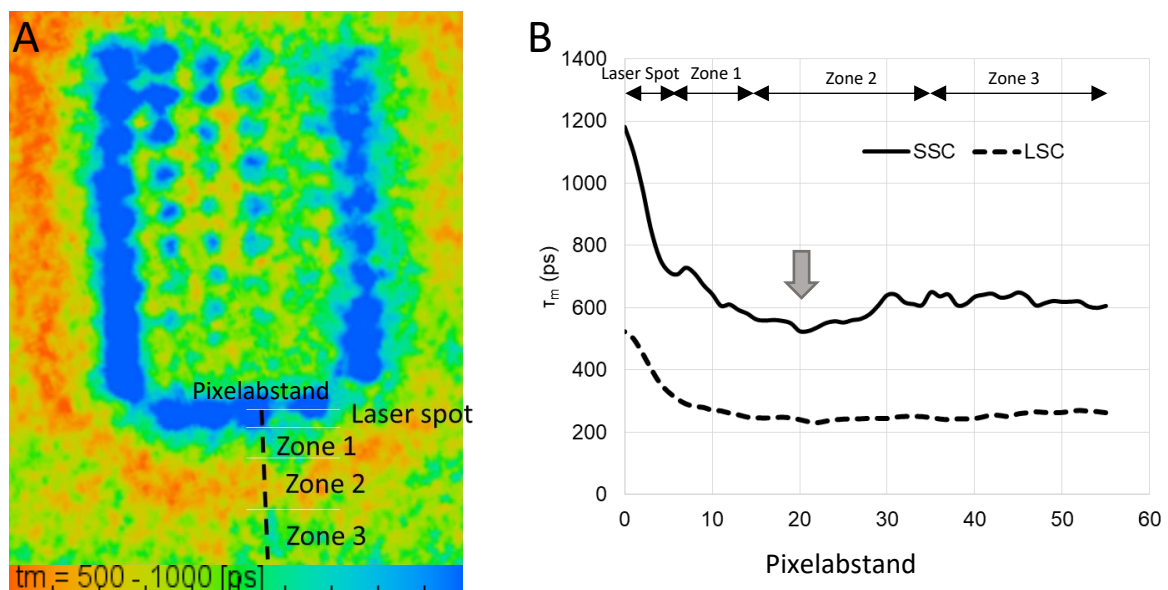 A
Pixelabstand
Laser spot
Zone 1
Zone 2
Zone 3
tm = 500 - 1000 [ps]
B
1400
1200
1000
800
600
400
200
0
τm (ps)
Laser Spot Zone 1 Zone 2 Zone 3
SSC LSC
0 10 20 30 40 50 60
Pixelabstand